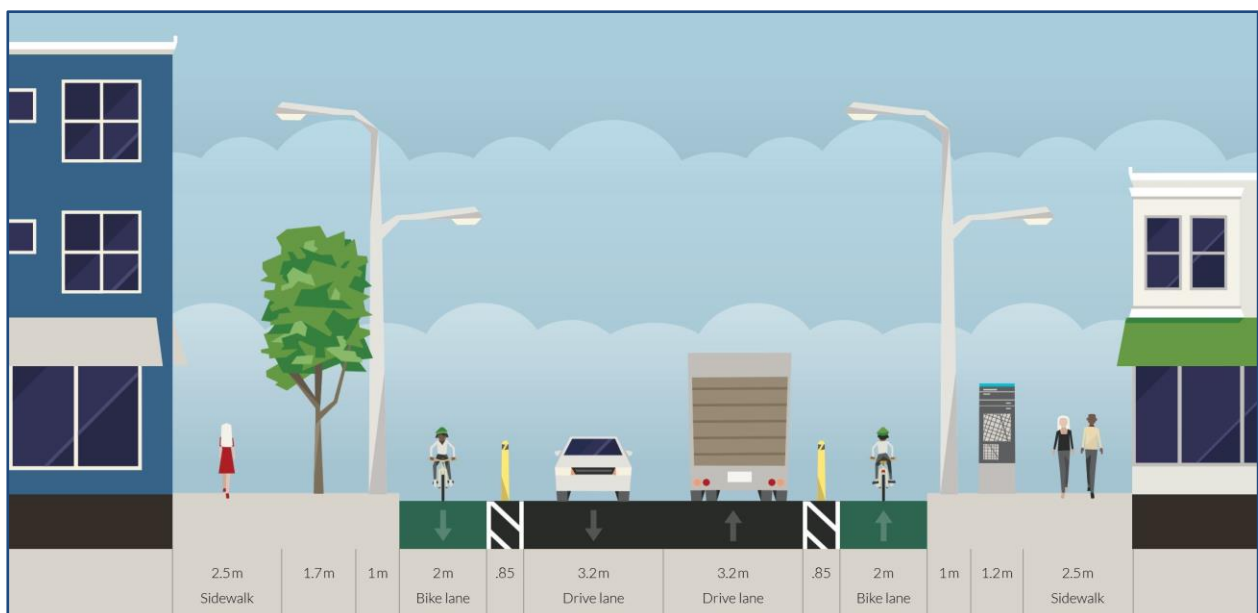 2.5m 1.7m 1m 2m .85 3.2m 3.2m .85 2m 1m 1.2m 2.5m
Sidewalk Bike lane Drive lane Drive lane Bike lane Sidewalk